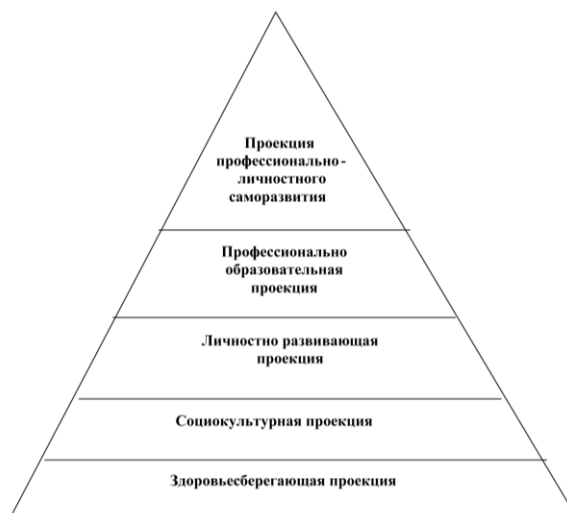 Проекция
профессионально-
личностного
саморазвития
Профессионально
образовательная
проекция
Личностно развивающая
проекция
Социокультурная проекция
Здоровьесберегающая проекция